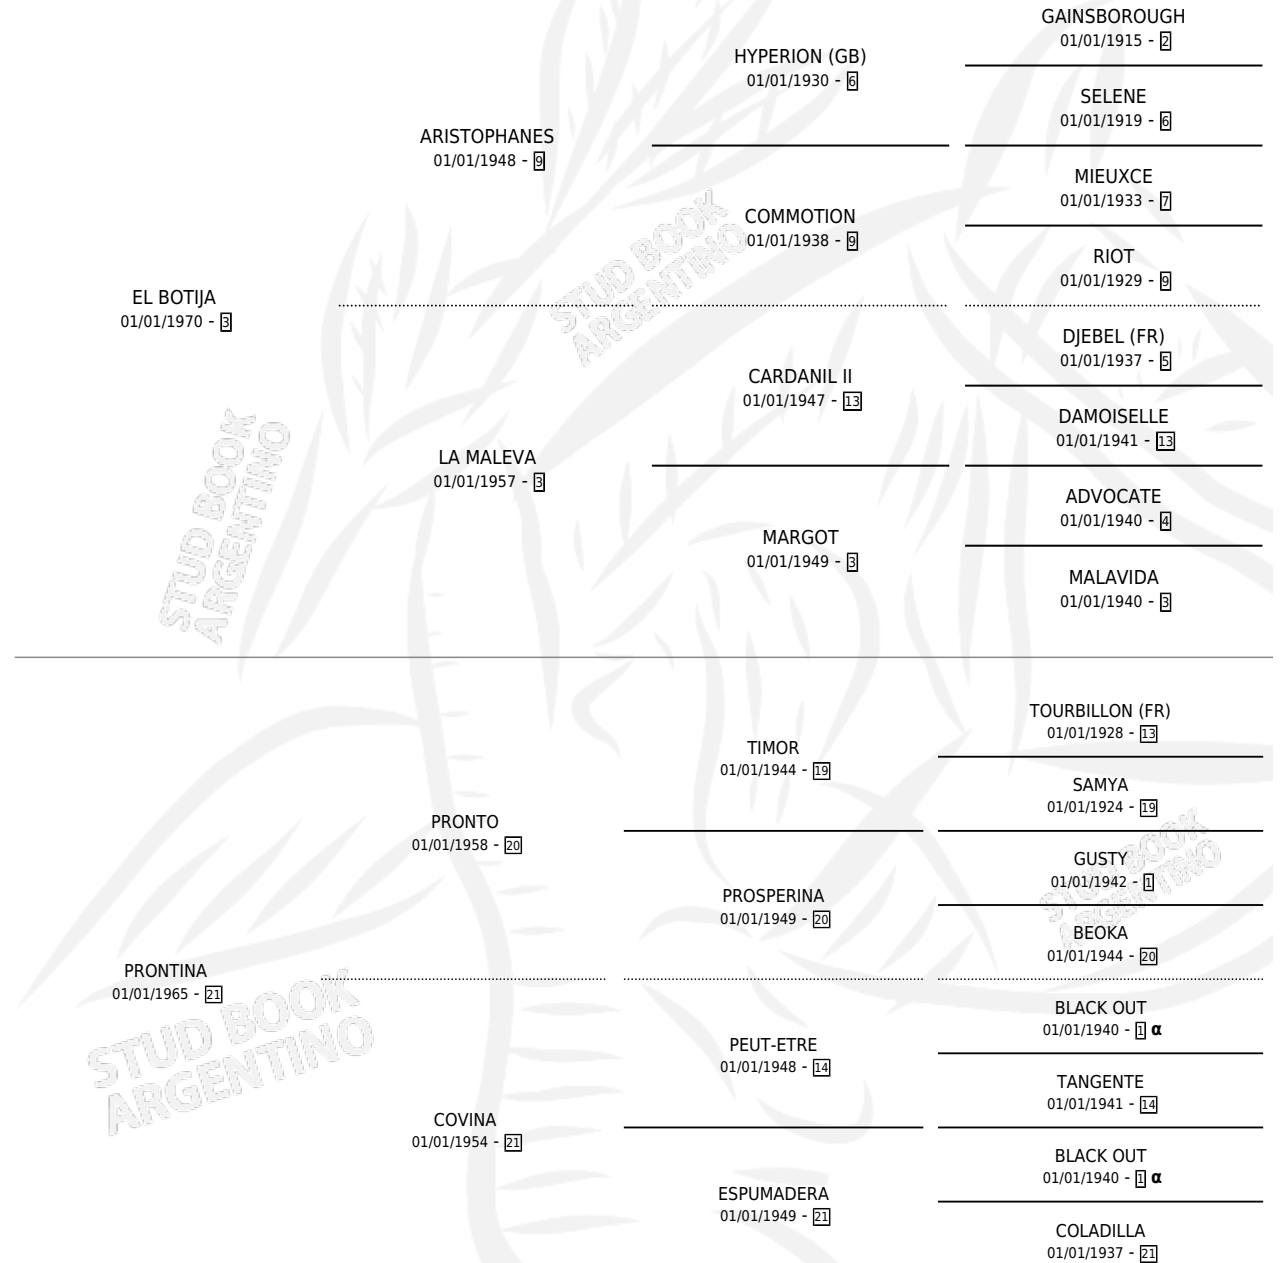 GAINSBOROUGH
01/01/1915 - 2
HYPERION (GB)
01/01/1930 - 6
SELENE
01/01/1919 - 6
ARISTOPHANES
01/01/1948 - 9
MIEUXCE
01/01/1933 - 7
COMMOTION
01/01/1938 - 9
RIOT
01/01/1929 - 9
EL BOTIJA
01/01/1970 - 3
DJEBEL (FR)
01/01/1937 - 5
CARDANIL II
01/01/1947 - 13
DAMOISELLE
01/01/1941 - 13
LA MALEVA
01/01/1957 - 3
ADVOCATE
01/01/1940 - 4
MARGOT
01/01/1949 - 3
MALAVIDA
01/01/1940 - 3
TOURBILLON (FR)
01/01/1928 - 13
TIMOR
01/01/1944 - 19
SAMYA
01/01/1924 - 19
PRONTO
01/01/1958 - 20
GUSTY
01/01/1942 - 1
PROSPERINA
01/01/1949 - 20
BEOKA
01/01/1944 - 20
PRONTINA
01/01/1965 - 21
BLACK OUT
01/01/1940 - 1 α
PEUT-ETRE
01/01/1948 - 14
TANGENTE
01/01/1941 - 14
COVINA
01/01/1954 - 21
BLACK OUT
01/01/1940 - 1 α
ESPUMADERA
01/01/1949 - 21
COLADILLA
01/01/1937 - 21
STUD BOOK
ARGENTINO
STUD BOOK
ARGENTINO
STUD BOOK
ARGENTINO
STUD BOOK
ARGENTINO